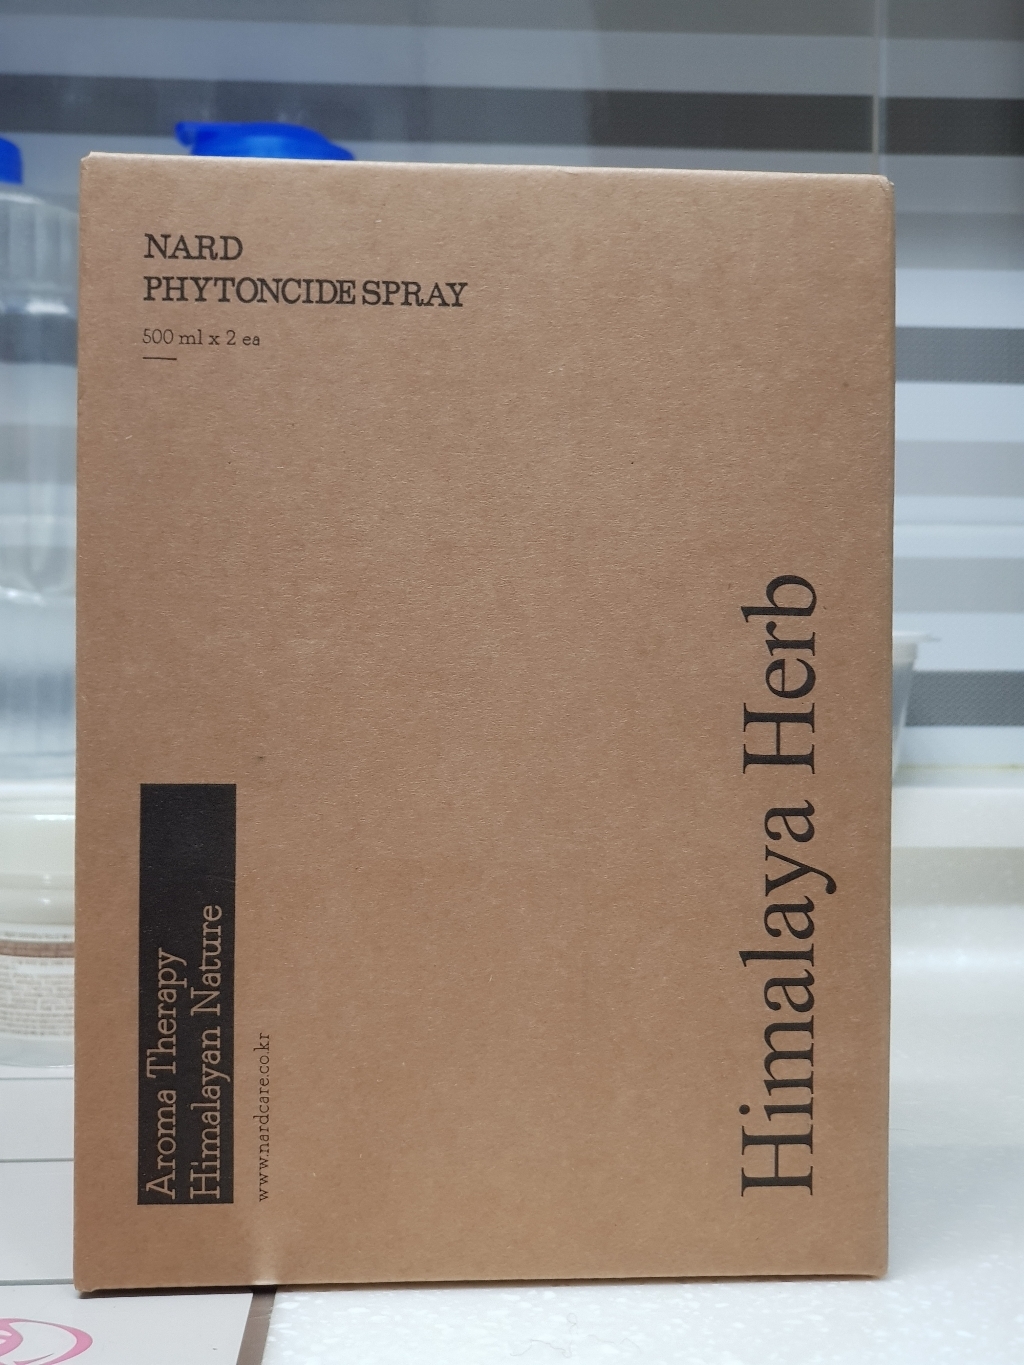 NARD
PHYTONCIDE SPRAY
500 ml x 2 ea
Aroma Therapy
Himalayan Nature
www.nardcare.co.kr
Himalaya Herb